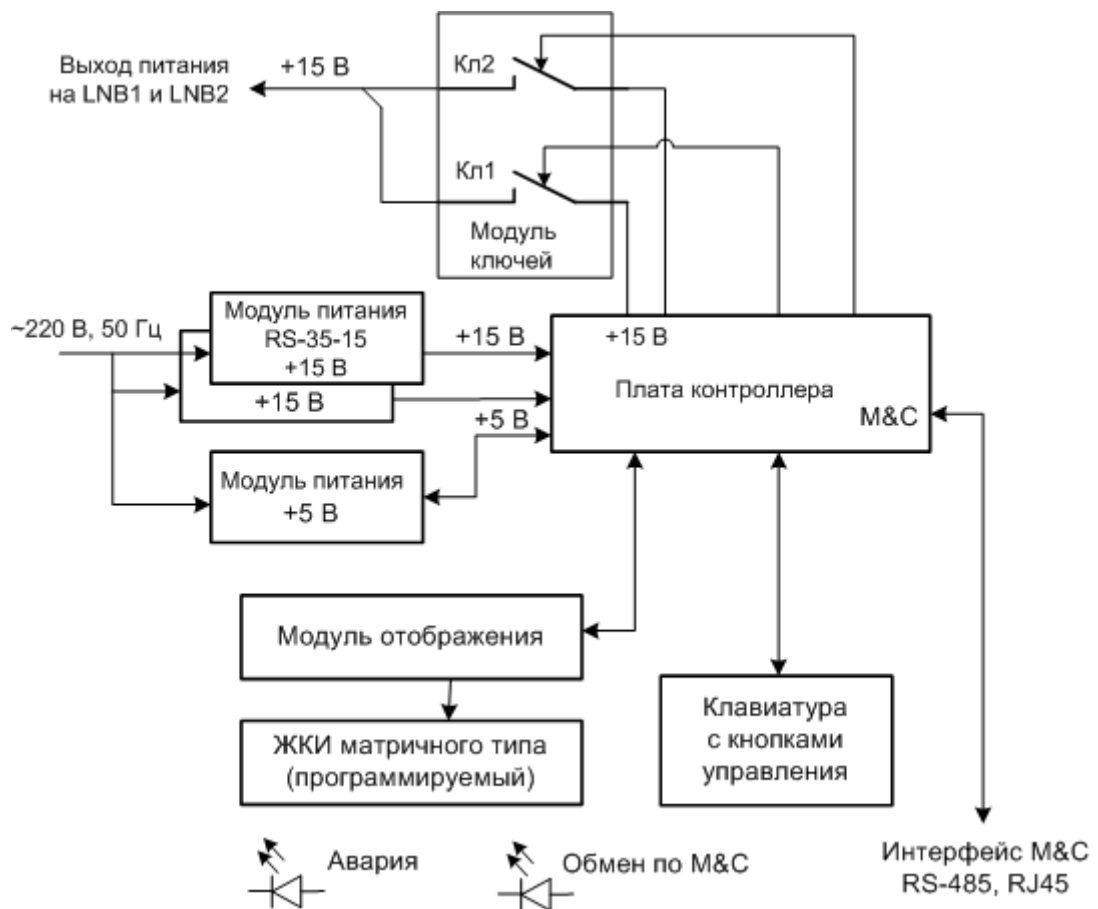 Выход питания
на LNB1 и LNB2
+15 В
Кл2
Кл1
Модуль
ключей
~220 В, 50 Гц
Модуль питания
RS-35-15
+15 В
+15 В
+15 В
+5 В
+15 В
Плата контроллера
M&C
Модуль питания
+5 В
Модуль отображения
ЖКИ матричного типа
(программируемый)
Клавиатура
с кнопками
управления
Авария
Обмен по M&C
Интерфейс M&C
RS-485, RJ45